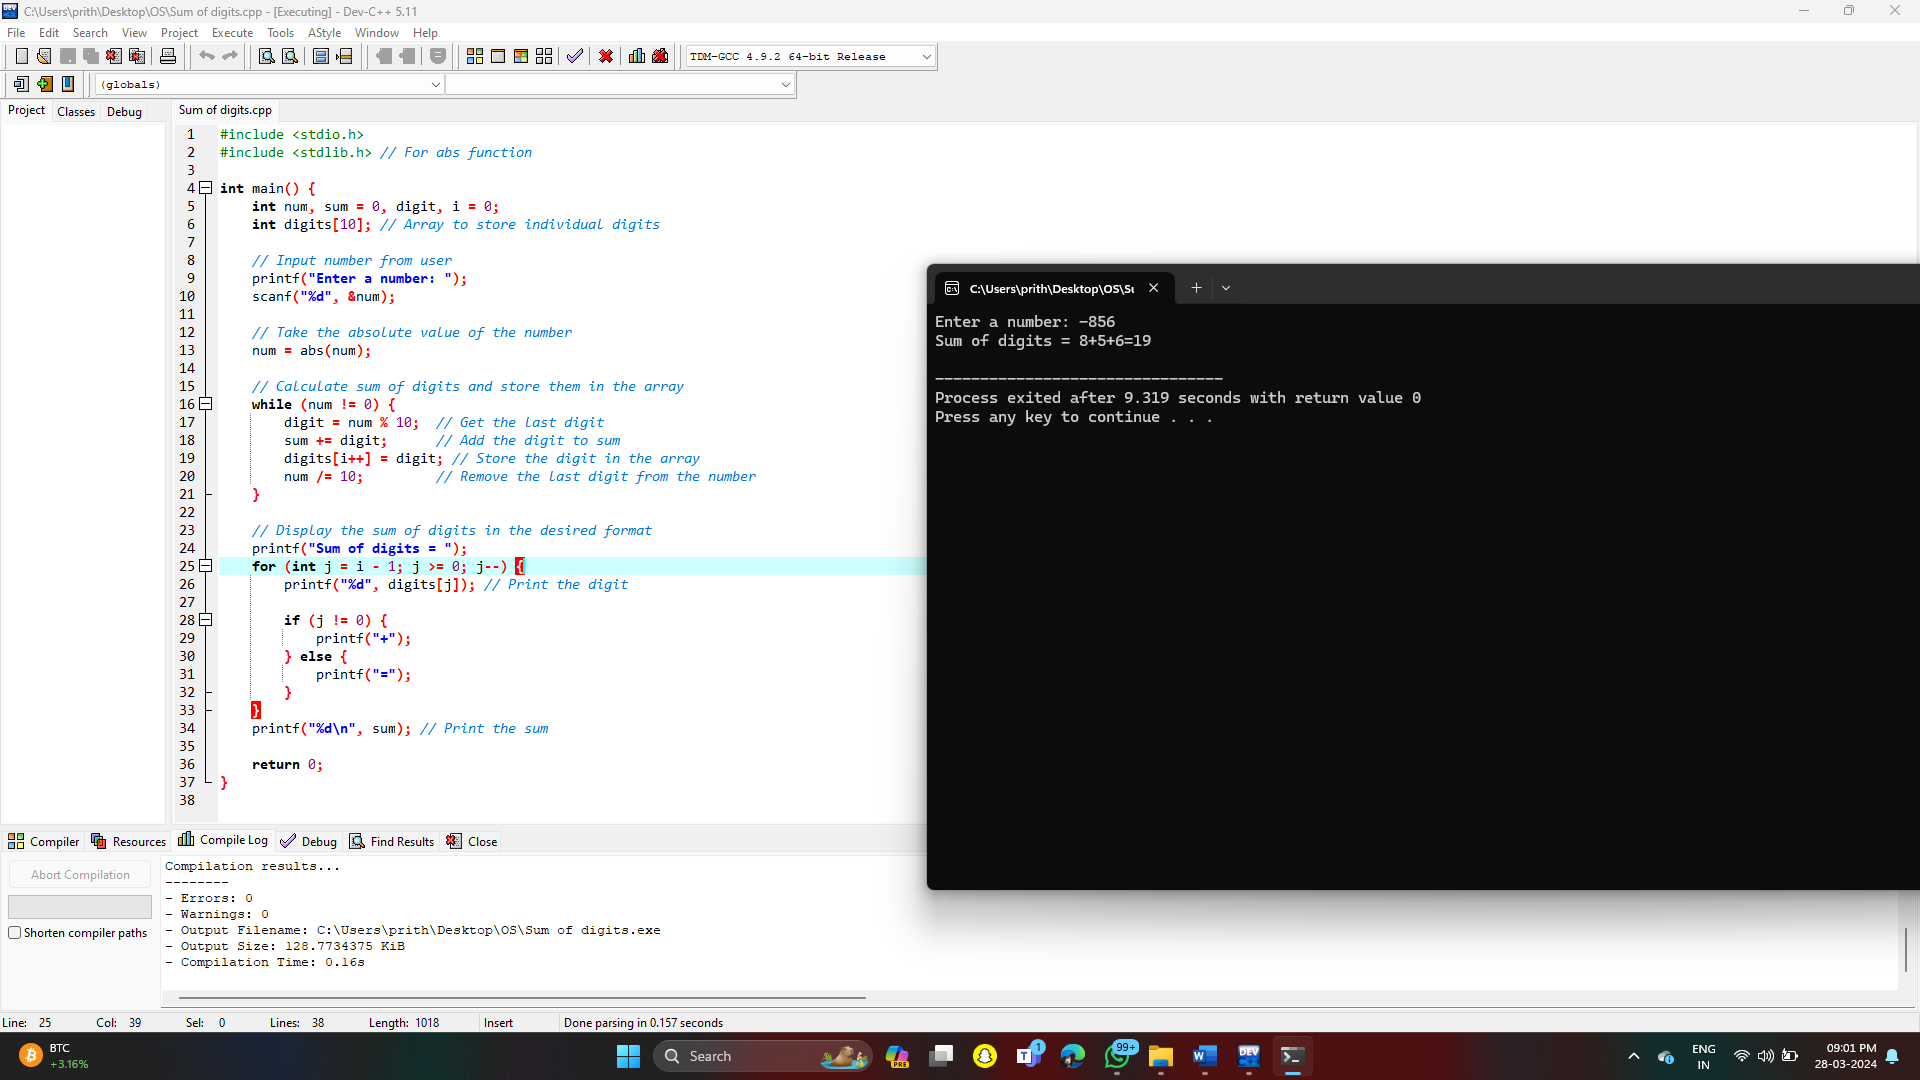 C:\Users\prith\Desktop\OS\Sum of digits.cpp - [Executing] - Dev-C++ 5.11
File Edit Search View Project Execute Tools AStyle Window Help
TDM-GCC 4.9.2 64-bit Release
(globals)
Project Classes Debug
Sum of digits.cpp
1 #include <stdio.h>
2 #include <stdlib.h> // For abs function
3
4 int main() {
5 int num, sum = 0, digit, i = 0;
6 int digits[10]; // Array to store individual digits
7
8 // Input number from user
9 printf("Enter a number: ");
10 scanf("%d", &num);
11
12 // Take the absolute value of the number
13 num = abs(num);
14
15 // Calculate sum of digits and store them in the array
16 while (num != 0) {
17 digit = num % 10; // Get the last digit
18 sum += digit; // Add the digit to sum
19 digits[i++] = digit; // Store the digit in the array
20 num /= 10; // Remove the last digit from the number
21 }
22
23 // Display the sum of digits in the desired format
24 printf("Sum of digits = ");
25 for (int j = i - 1; j >= 0; j--) {
26 printf("%d", digits[j]); // Print the digit
27
28 if (j != 0) {
29 printf("+");
30 } else {
31 printf("=");
32 }
33 }
34 printf("%d\n", sum); // Print the sum
35
36 return 0;
37 }
38
C:\Users\prith\Desktop\OS\Su
Enter a number: -856
Sum of digits = 8+5+6=19
--------------------------------
Process exited after 9.319 seconds with return value 0
Press any key to continue . . .
Compiler Resources Compile Log Debug Find Results Close
Abort Compilation
Shorten compiler paths
Compilation results...
--------
- Errors: 0
- Warnings: 0
- Output Filename: C:\Users\prith\Desktop\OS\Sum of digits.exe
- Output Size: 128.7734375 KiB
- Compilation Time: 0.16s
Line: 25 Col: 39 Sel: 0 Lines: 38 Length: 1018 Insert Done parsing in 0.157 seconds
BTC
+3.16%
Search
PRE
1
99+
DEV
ENG
IN
09:01 PM
28-03-2024